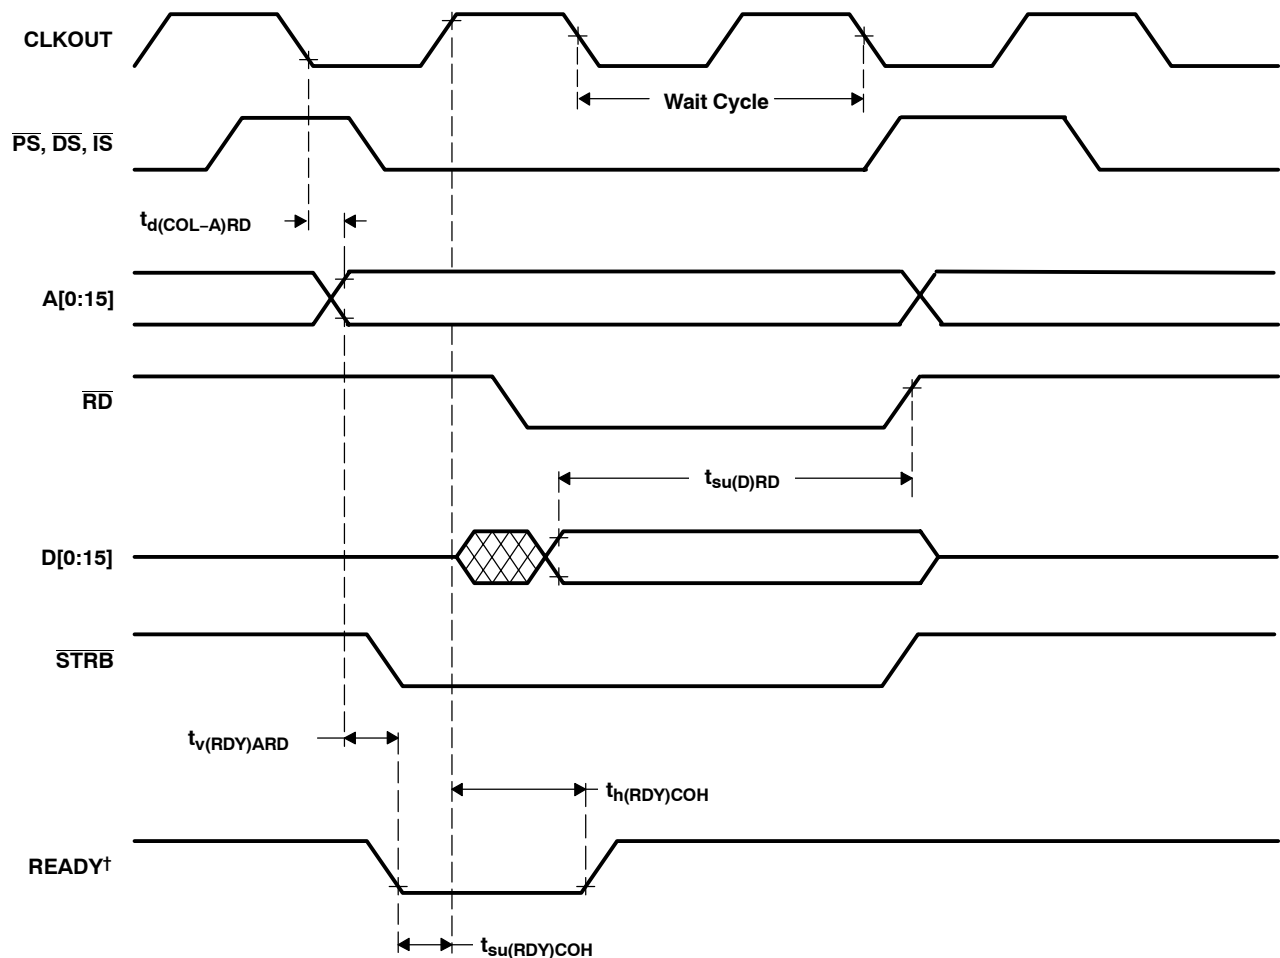 CLKOUT
Wait Cycle
PS, DS, IS
td(COL–A)RD
A[0:15]
RD
tsu(D)RD
D[0:15]
STRB
tv(RDY)ARD
th(RDY)COH
READY†
tsu(RDY)COH